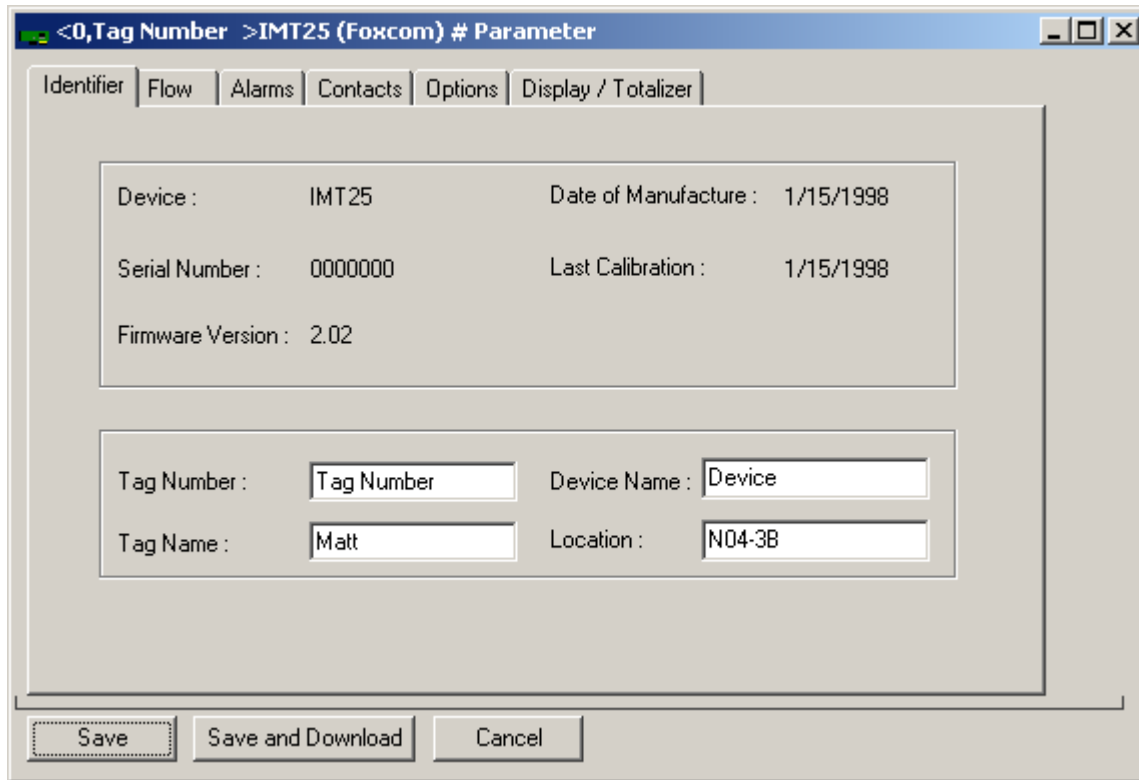 <0,Tag Number >IMT25 (Foxcom) # Parameter
Identifier Flow Alarms Contacts Options Display / Totalizer
Device : IMT25 Date of Manufacture : 1/15/1998
Serial Number : 0000000 Last Calibration : 1/15/1998
Firmware Version : 2.02
Tag Number : Tag Number Device Name : Device
Tag Name : Matt Location : N04-3B
Save Save and Download Cancel